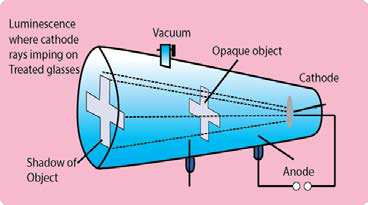 Luminescence
where cathode
rays imping on
Treated glasses
Vacuum
Opaque object
Cathode
Shadow of
Object
Anode